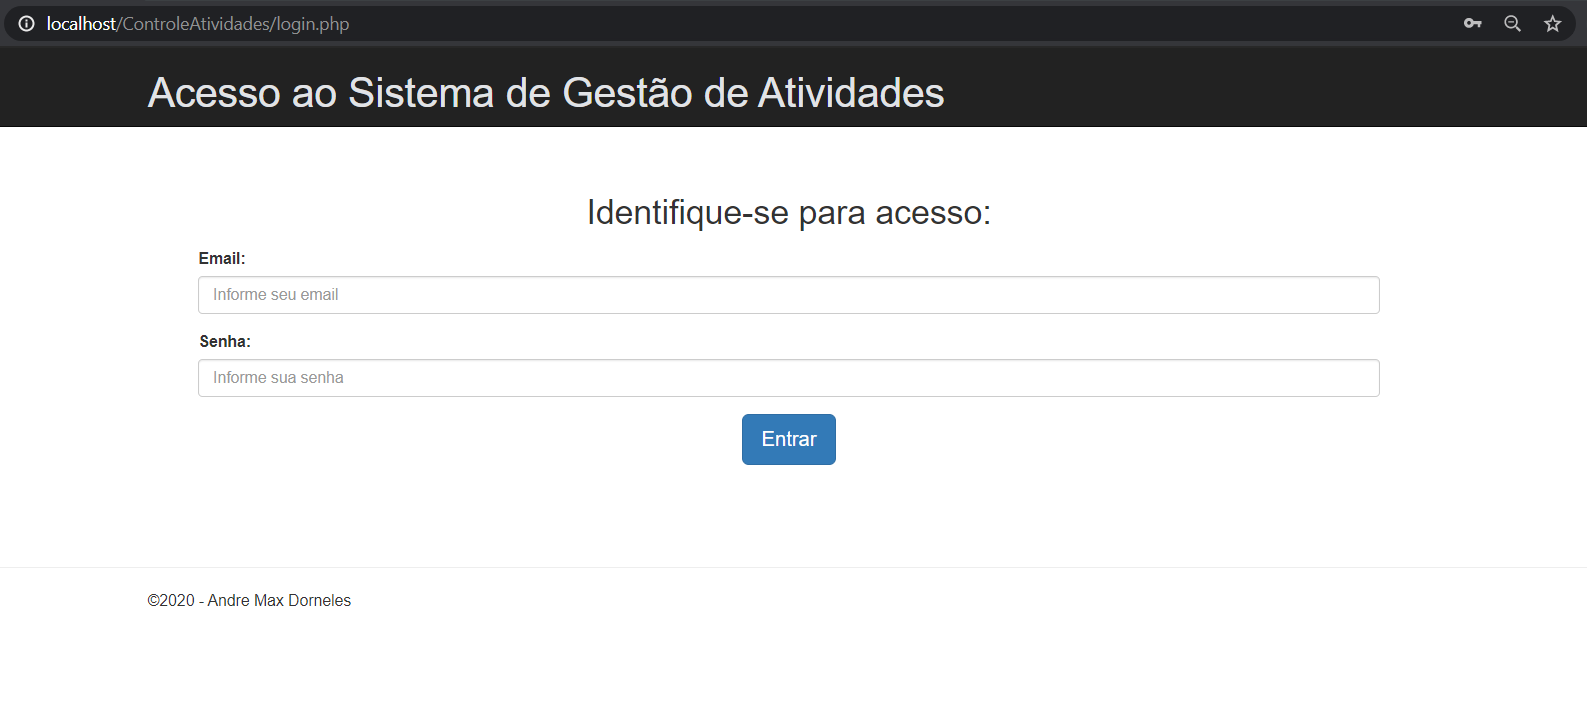 localhost/ControleAtividades/login.php
Acesso ao Sistema de Gestão de Atividades
Identifique-se para acesso:
Email:
Informe seu email
Senha:
Informe sua senha
Entrar
©2020 - Andre Max Dorneles